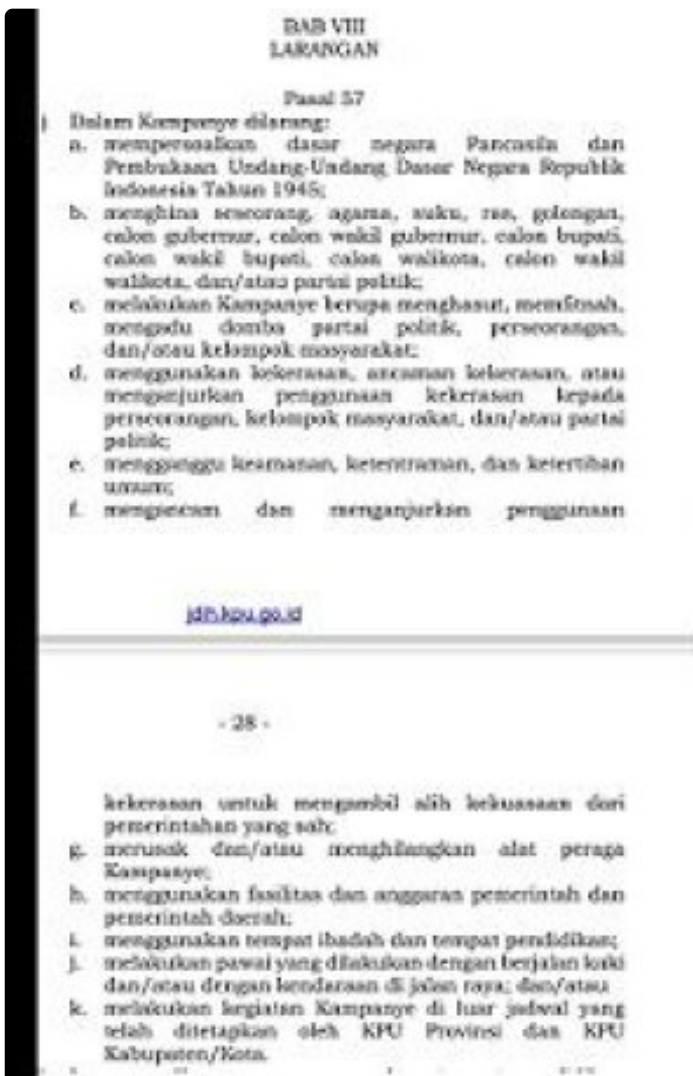 BAB VIII
LARANGAN
Pasal 57
) Dalam Kampanye dilarang:
a. mempersoalkan dasar negara Pancasila dan
Pembukaan Undang-Undang Dasar Negara Republik
Indonesia Tahun 1945;
b. menghina seseorang, agama, suku, ras, golongan,
calon gubernur, calon wakil gubernur, calon bupati,
calon wakil bupati, calon walikota, calon wakil
walikota, dan/atau partai politik;
c. melakukan Kampanye berupa menghasut, memfitnah,
mengadu domba partai politik, perseorangan,
dan/atau kelompok masyarakat;
d. menggunakan kekerasan, ancaman kekerasan, atau
menganjurkan penggunaan kekerasan kepada
perseorangan, kelompok masyarakat, dan/atau partai
politik;
e. mengganggu keamanan, ketentraman, dan ketertiban
umum;
f. mengancam dan menganjurkan penggunaan
jdih.kpu.go.id
- 28 -
kekerasan untuk mengambil alih kekuasaan dari
pemerintahan yang sah;
g. merusak dan/atau menghilangkan alat peraga
Kampanye;
h. menggunakan fasilitas dan anggaran pemerintah dan
pemerintah daerah;
i. menggunakan tempat ibadah dan tempat pendidikan;
j. melakukan pawai yang dilakukan dengan berjalan kaki
dan/atau dengan kendaraan di jalan raya; dan/atau
k. melakukan kegiatan Kampanye di luar jadwal yang
telah ditetapkan oleh KPU Provinsi dan KPU
Kabupaten/Kota.